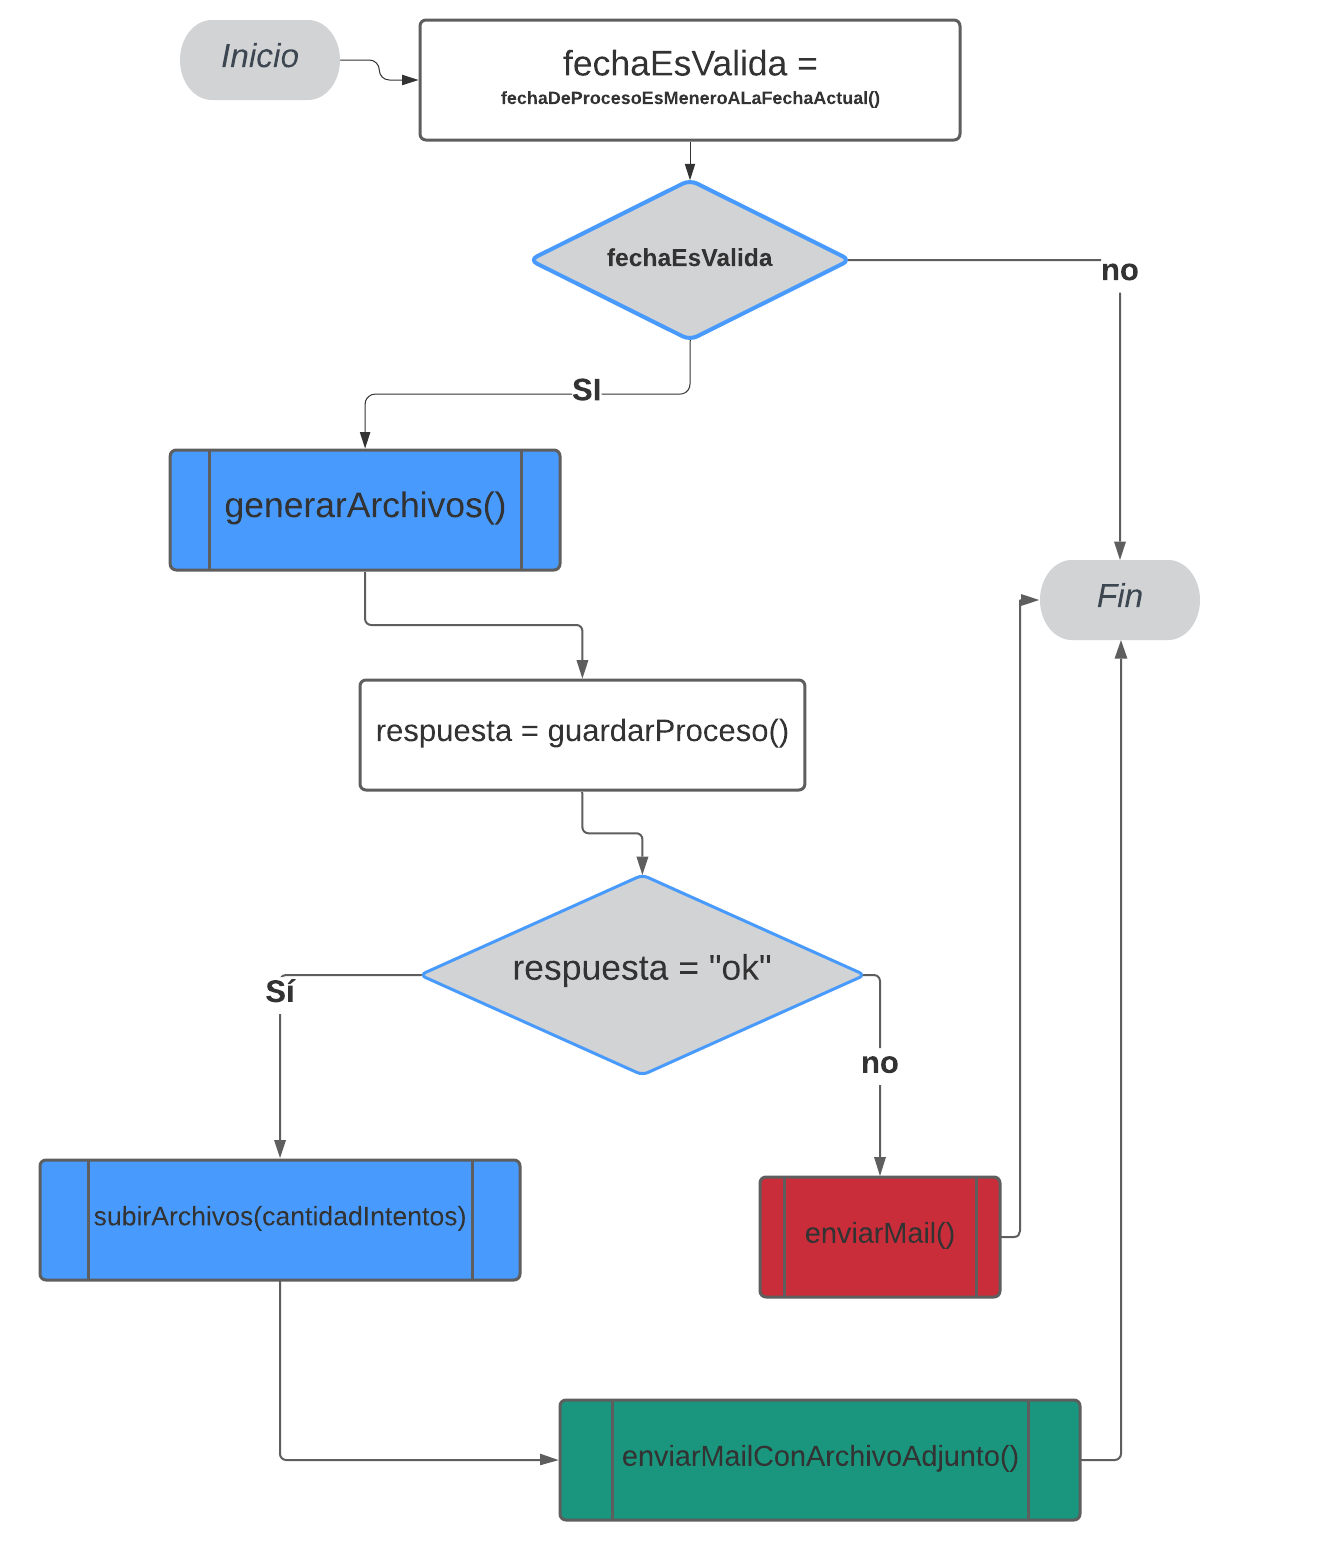 Inicio
fechaEsValida =
fechaDeProcesoEsMeneroALaFechaActual()
fechaEsValida
no
SI
generarArchivos()
Fin
respuesta = guardarProceso()
respuesta = "ok"
Sí
no
subirArchivos(cantidadIntentos)
enviarMail()
enviarMailConArchivoAdjunto()